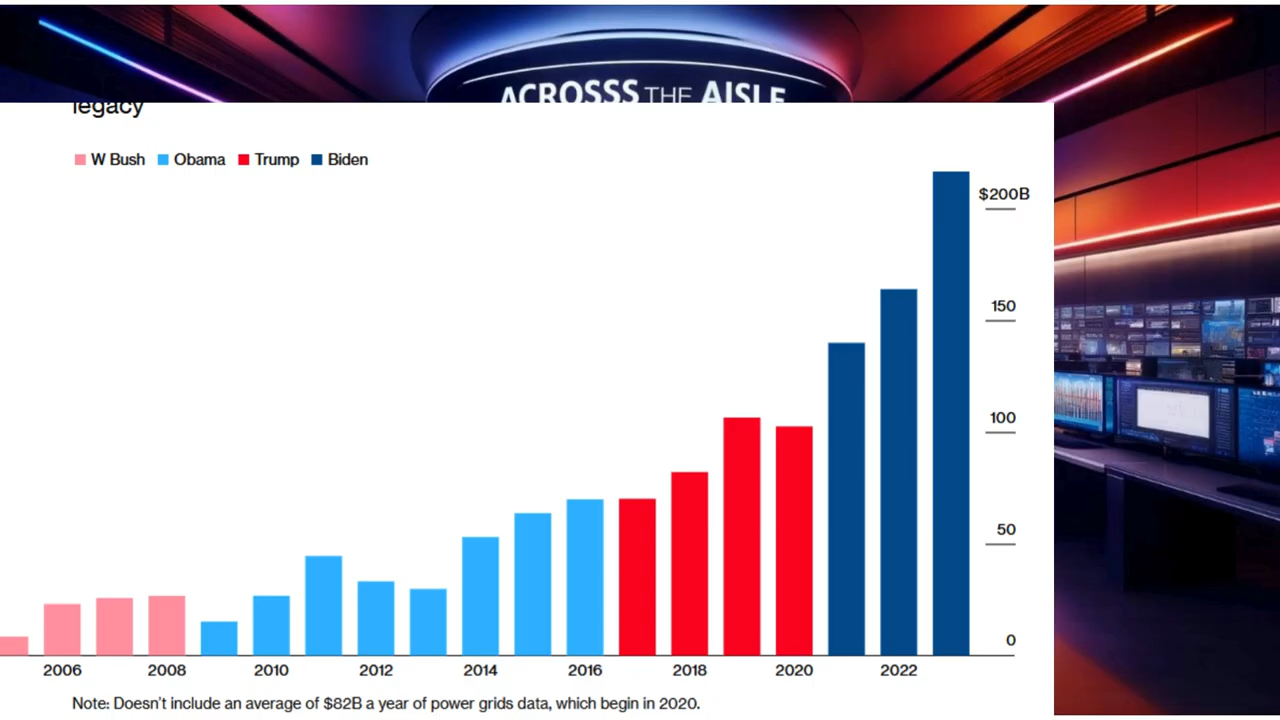 ACROSSS THE AISLE
legacy
W Bush Obama Trump Biden
$200B
150
100
50
0
2006 2008 2010 2012 2014 2016 2018 2020 2022
Note: Doesn't include an average of $82B a year of power grids data, which begin in 2020.